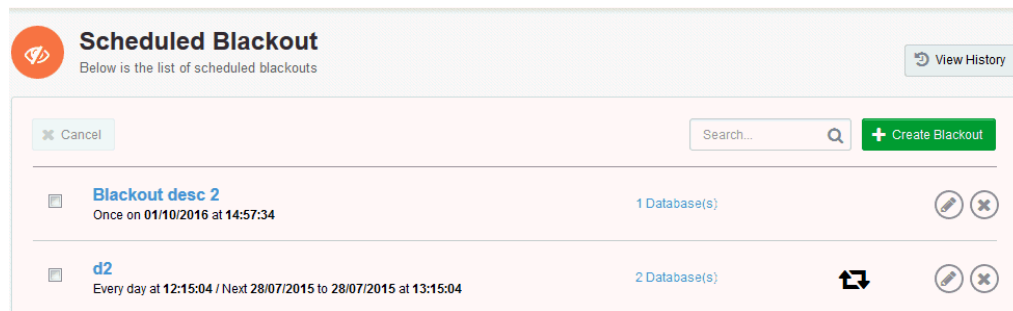 Scheduled Blackout
Below is the list of scheduled blackouts
View History
Cancel
Search...
Create Blackout
Blackout desc 2
1 Database(s)
Once on 01/10/2016 at 14:57:34
d2
2 Database(s)
Every day at 12:15:04 / Next 28/07/2015 to 28/07/2015 at 13:15:04